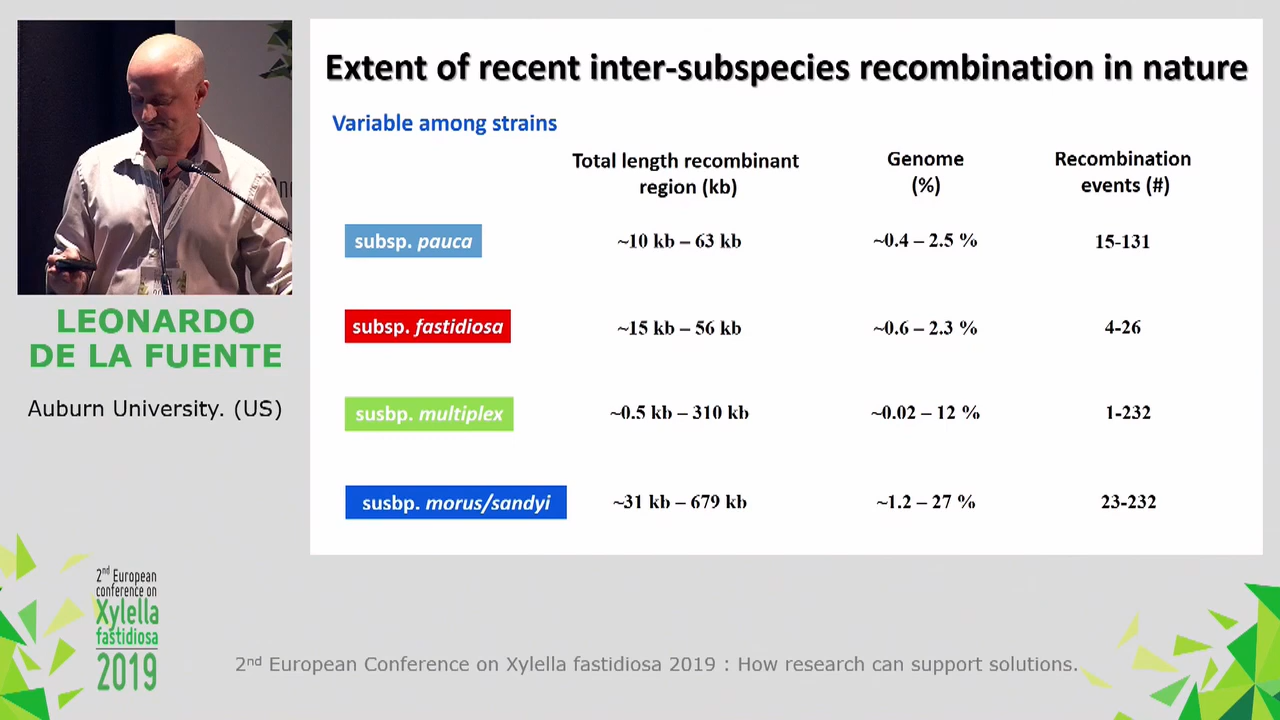 Extent of recent inter-subspecies recombination in nature
Variable among strains
Total length recombinant
region (kb)
Genome
(%)
Recombination
events (#)
subsp. pauca
~10 kb – 63 kb
~0.4 – 2.5 %
15-131
subsp. fastidiosa
~15 kb – 56 kb
~0.6 – 2.3 %
4-26
susbp. multiplex
~0.5 kb – 310 kb
~0.02 – 12 %
1-232
susbp. morus/sandyi
~31 kb – 679 kb
~1.2 – 27 %
23-232
LEONARDO
DE LA FUENTE
Auburn University. (US)
2nd European
conference on
Xylella
fastidiosa
2019
2nd European Conference on Xylella fastidiosa 2019 : How research can support solutions.